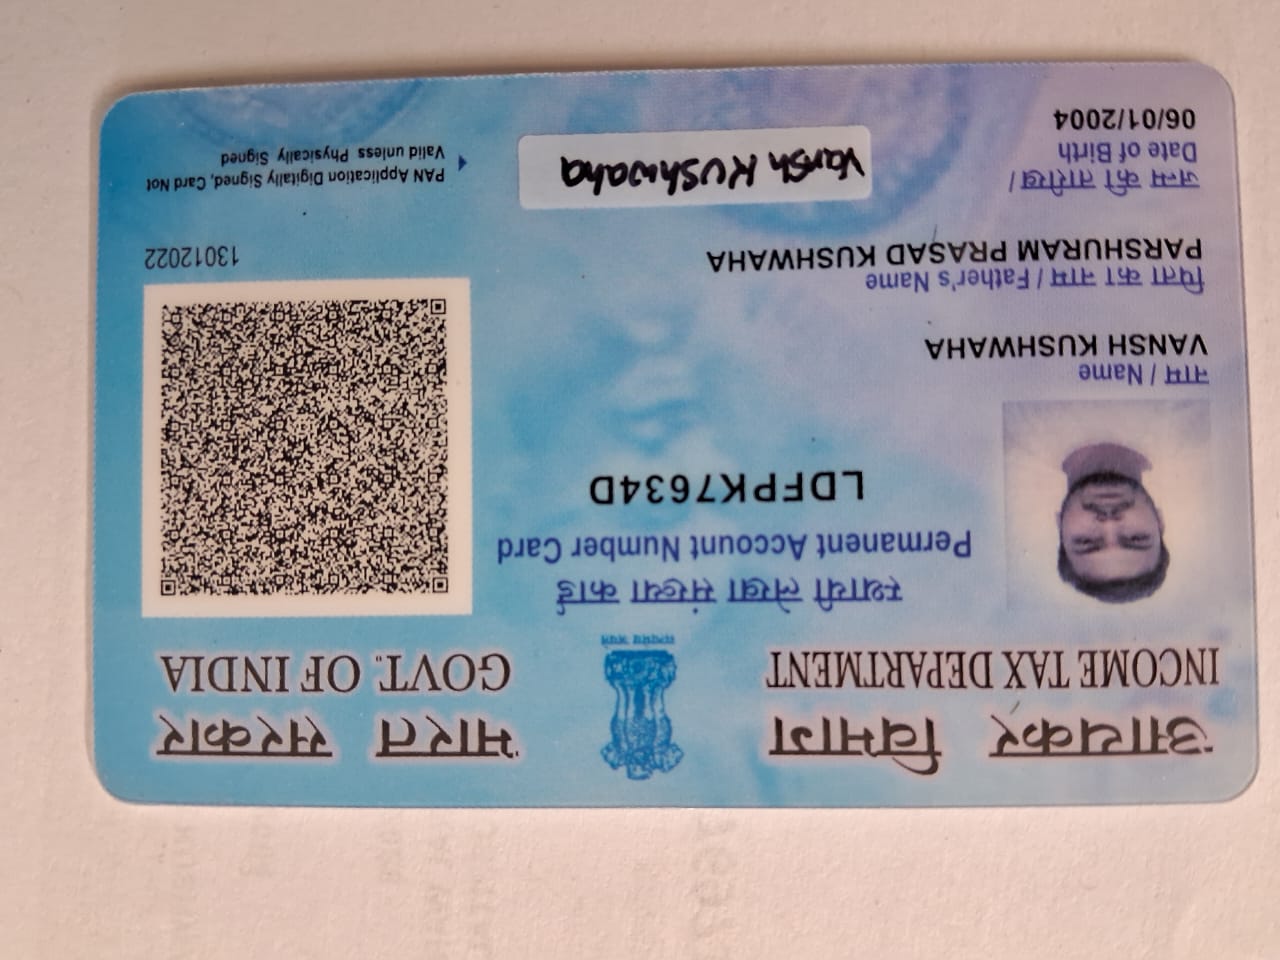 आयकर विभाग
INCOME TAX DEPARTMENT
सत्यमेव जयते
भारत सरकार
GOVT. OF INDIA
स्थायी लेखा संख्या कार्ड
Permanent Account Number Card
LDFPK7634D
नाम / Name
VANSH KUSHWAHA
पिता का नाम / Father's Name
PARSHURAM PRASAD KUSHWAHA
13012022
जन्म की तारीख /
Date of Birth
06/01/2004
Vansh Kushwaha
PAN Application Digitally Signed, Card Not
Valid unless Physically Signed